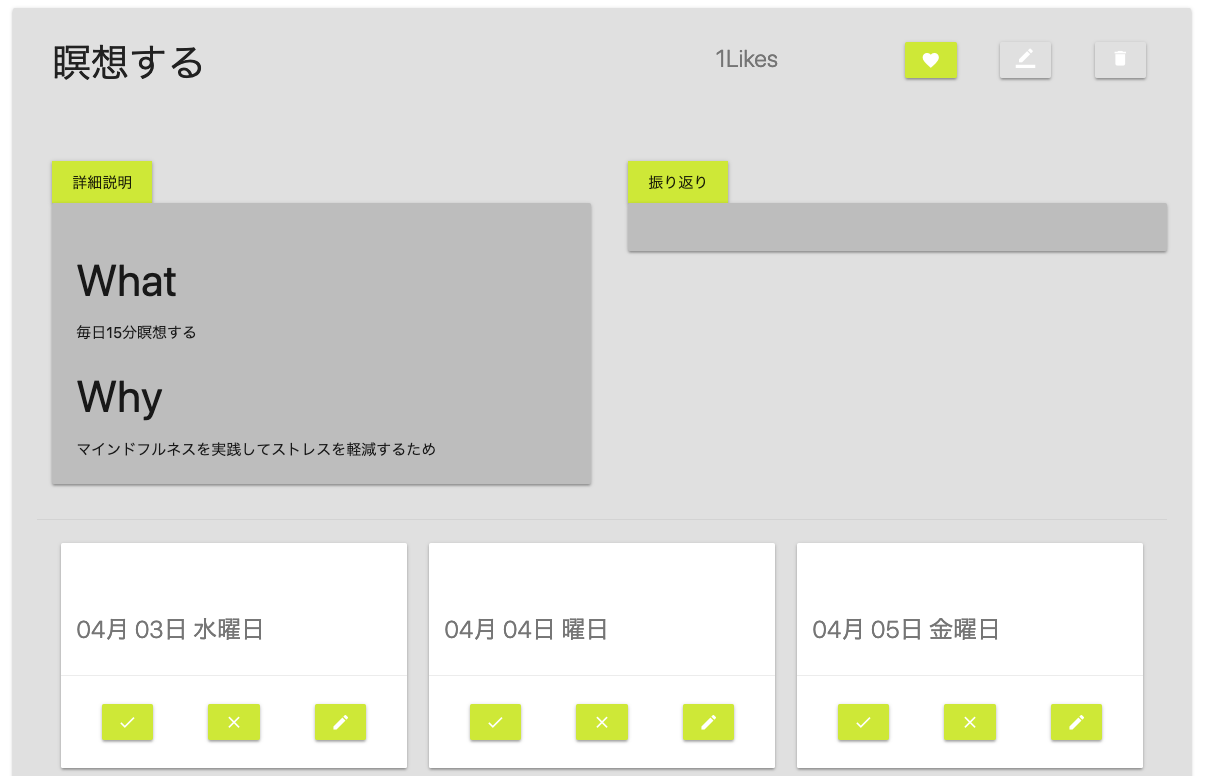 瞑想する
1Likes
詳細説明
振り返り
What
毎日15分瞑想する
Why
マインドフルネスを実践してストレスを軽減するため
04月 03日 水曜日
04月 04日 曜日
04月 05日 金曜日